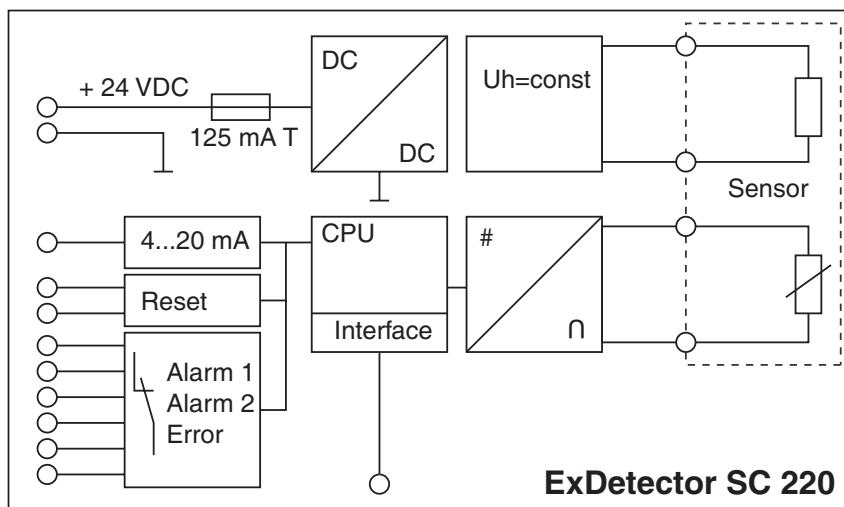 + 24 VDC
125 mA T
DC
DC
Uh=const
Sensor
4...20 mA
Reset
Alarm 1
Alarm 2
Error
CPU
Interface
#
∩
ExDetector SC 220